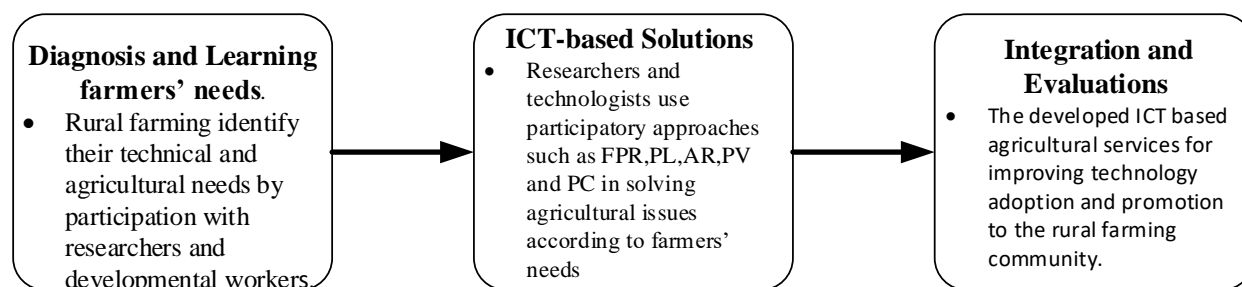 Diagnosis and Learning
farmers’ needs.
• Rural farming identify
their technical and
agricultural needs by
participation with
researchers and
developmental workers.
ICT-based Solutions
• Researchers and
technologists use
participatory approaches
such as FPR,PL,AR,PV
and PC in solving
agricultural issues
according to farmers’
needs
Integration and
Evaluations
• The developed ICT based
agricultural services for
improving technology
adoption and promotion
to the rural farming
community.